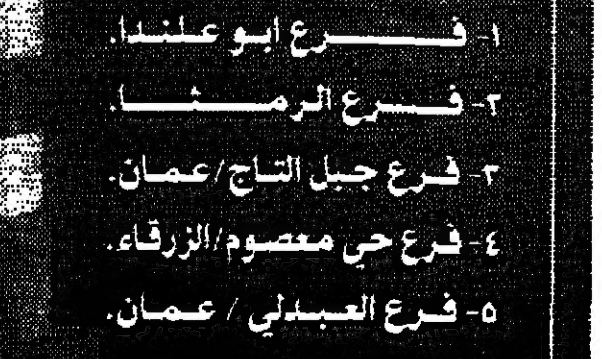 ١- فرع ابو علندا.
٢- فرع الرمثا.
٣- فرع جبل التاج/عمان.
٤- فرع حي معصوم/الزرقاء.
٥- فرع العبدلي / عمان.